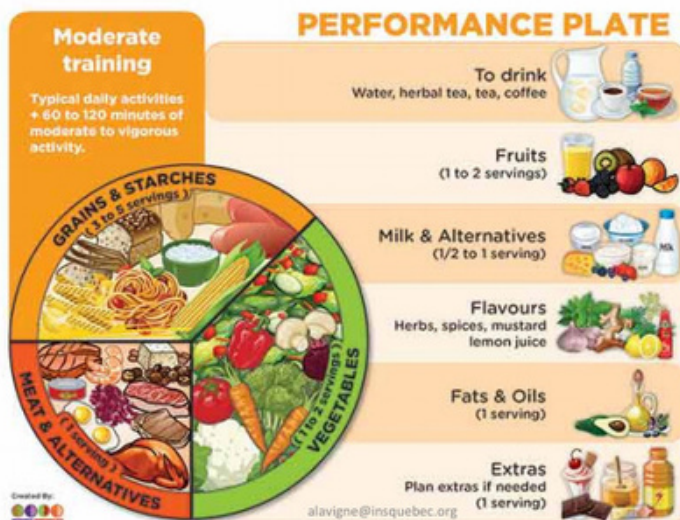 PERFORMANCE PLATE
Moderate
training
Typical daily activities
+ 60 to 120 minutes of
moderate to vigorous
activity.
GRAINS & STARCHES
( 3 to 5 servings )
VEGETABLES
( 1 to 2 servings )
MEAT & ALTERNATIVES
( 1 serving )
To drink
Water, herbal tea, tea, coffee
Fruits
(1 to 2 servings)
Milk & Alternatives
(1/2 to 1 serving)
Milk
Flavours
Herbs, spices, mustard
lemon juice
Fats & Oils
(1 serving)
Extras
Plan extras if needed
(1 serving)
Created By:
alavigne@insquebec.org